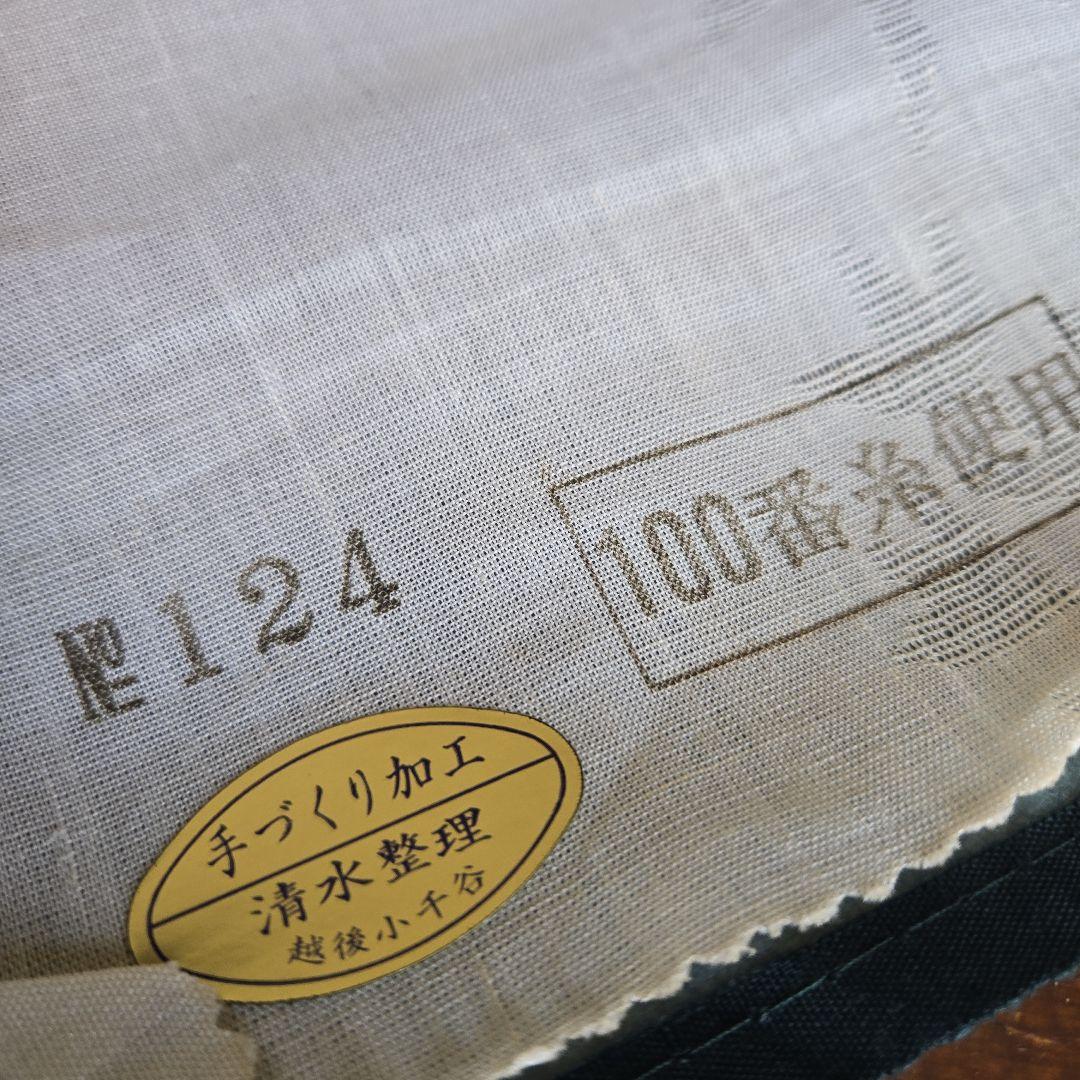 №124
100番糸使用
手づくり加工
清水整理
越後小千谷